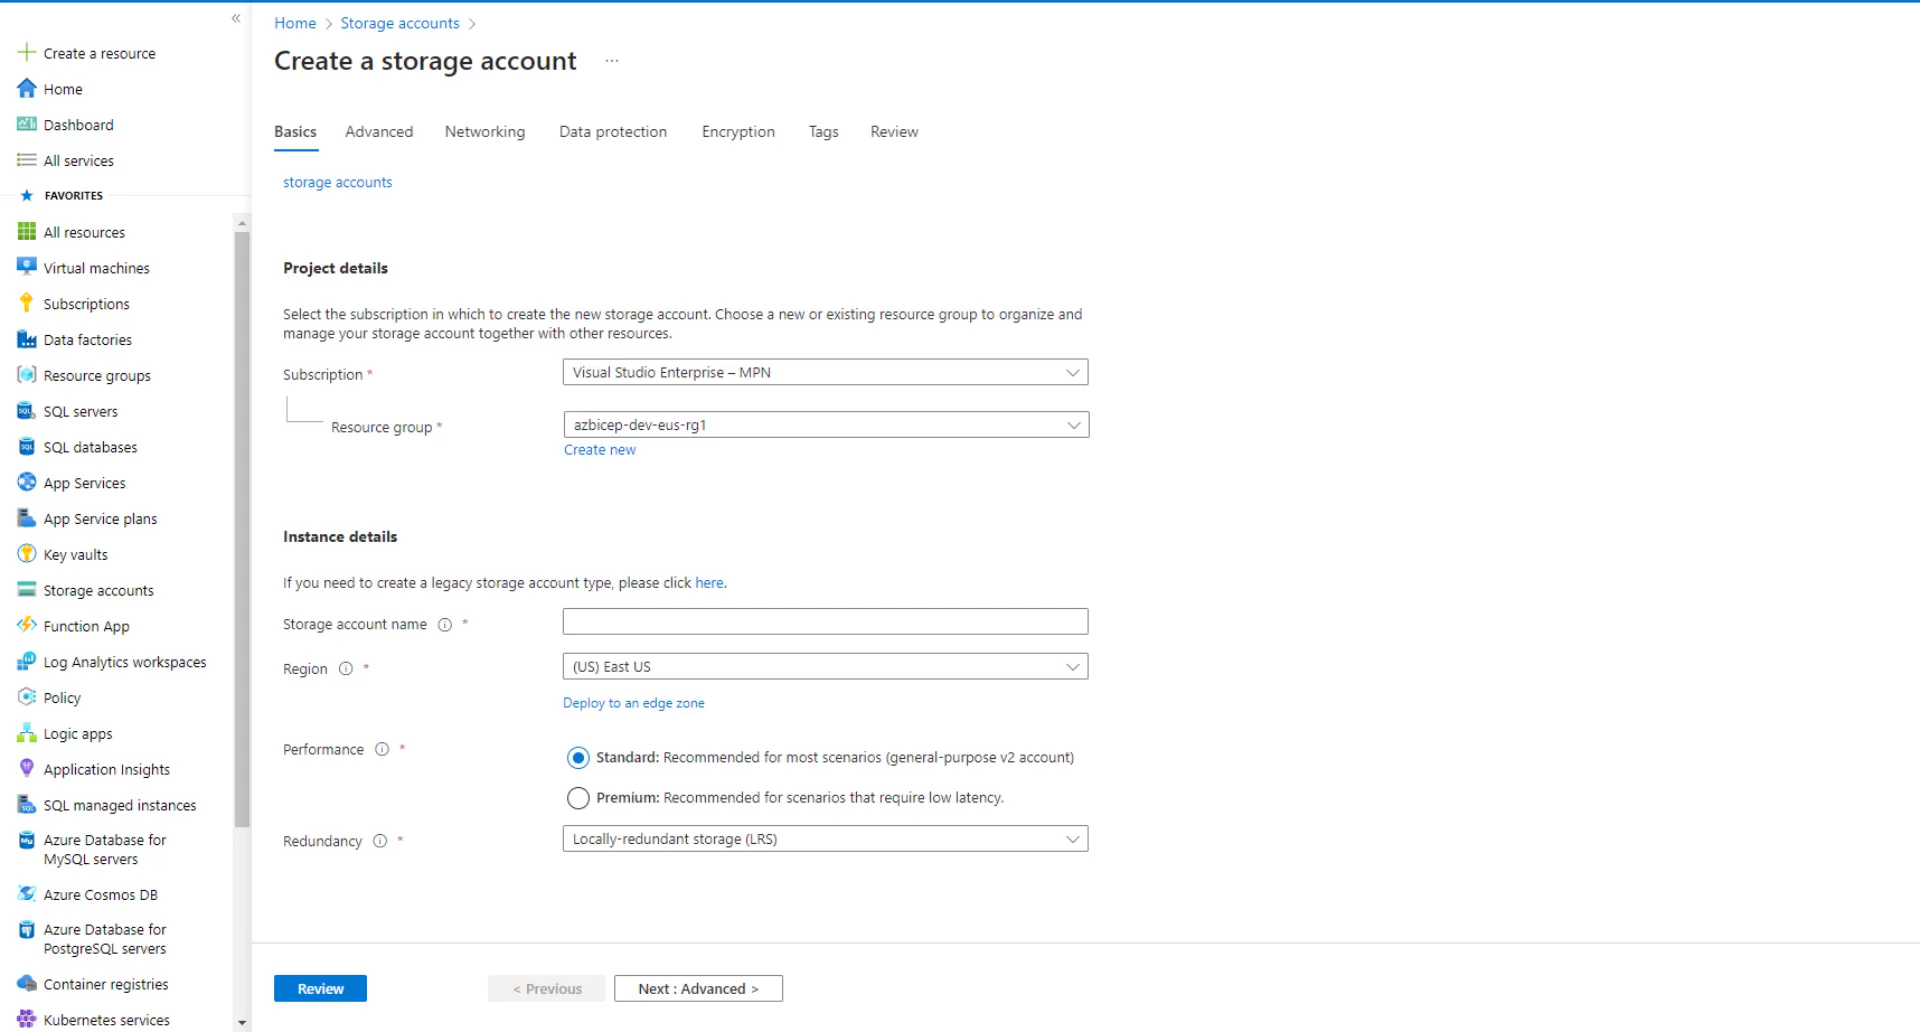 «
Home > Storage accounts >
Create a storage account ...
Create a resource
Home
Dashboard
All services
FAVORITES
All resources
Virtual machines
Subscriptions
Data factories
Resource groups
SQL servers
SQL databases
App Services
App Service plans
Key vaults
Storage accounts
Function App
Log Analytics workspaces
Policy
Logic apps
Application Insights
SQL managed instances
Azure Database for
MySQL servers
Azure Cosmos DB
Azure Database for
PostgreSQL servers
Container registries
Kubernetes services
Basics Advanced Networking Data protection Encryption Tags Review
storage accounts
Project details
Select the subscription in which to create the new storage account. Choose a new or existing resource group to organize and
manage your storage account together with other resources.
Subscription * Visual Studio Enterprise – MPN
Resource group * azbicep-dev-eus-rg1
Create new
Instance details
If you need to create a legacy storage account type, please click here.
Storage account name *
Region * (US) East US
Deploy to an edge zone
Performance * Standard: Recommended for most scenarios (general-purpose v2 account)
Premium: Recommended for scenarios that require low latency.
Redundancy * Locally-redundant storage (LRS)
Review < Previous Next : Advanced >